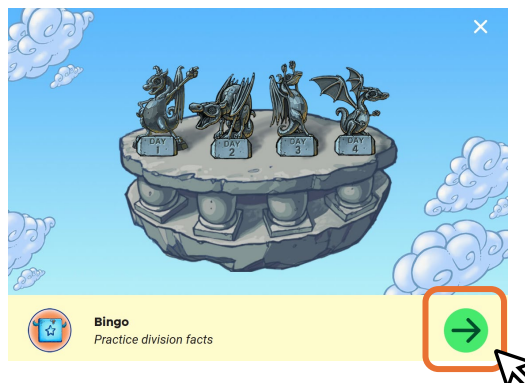 DAY
1
DAY
2
DAY
3
DAY
4
Bingo
Practice division facts